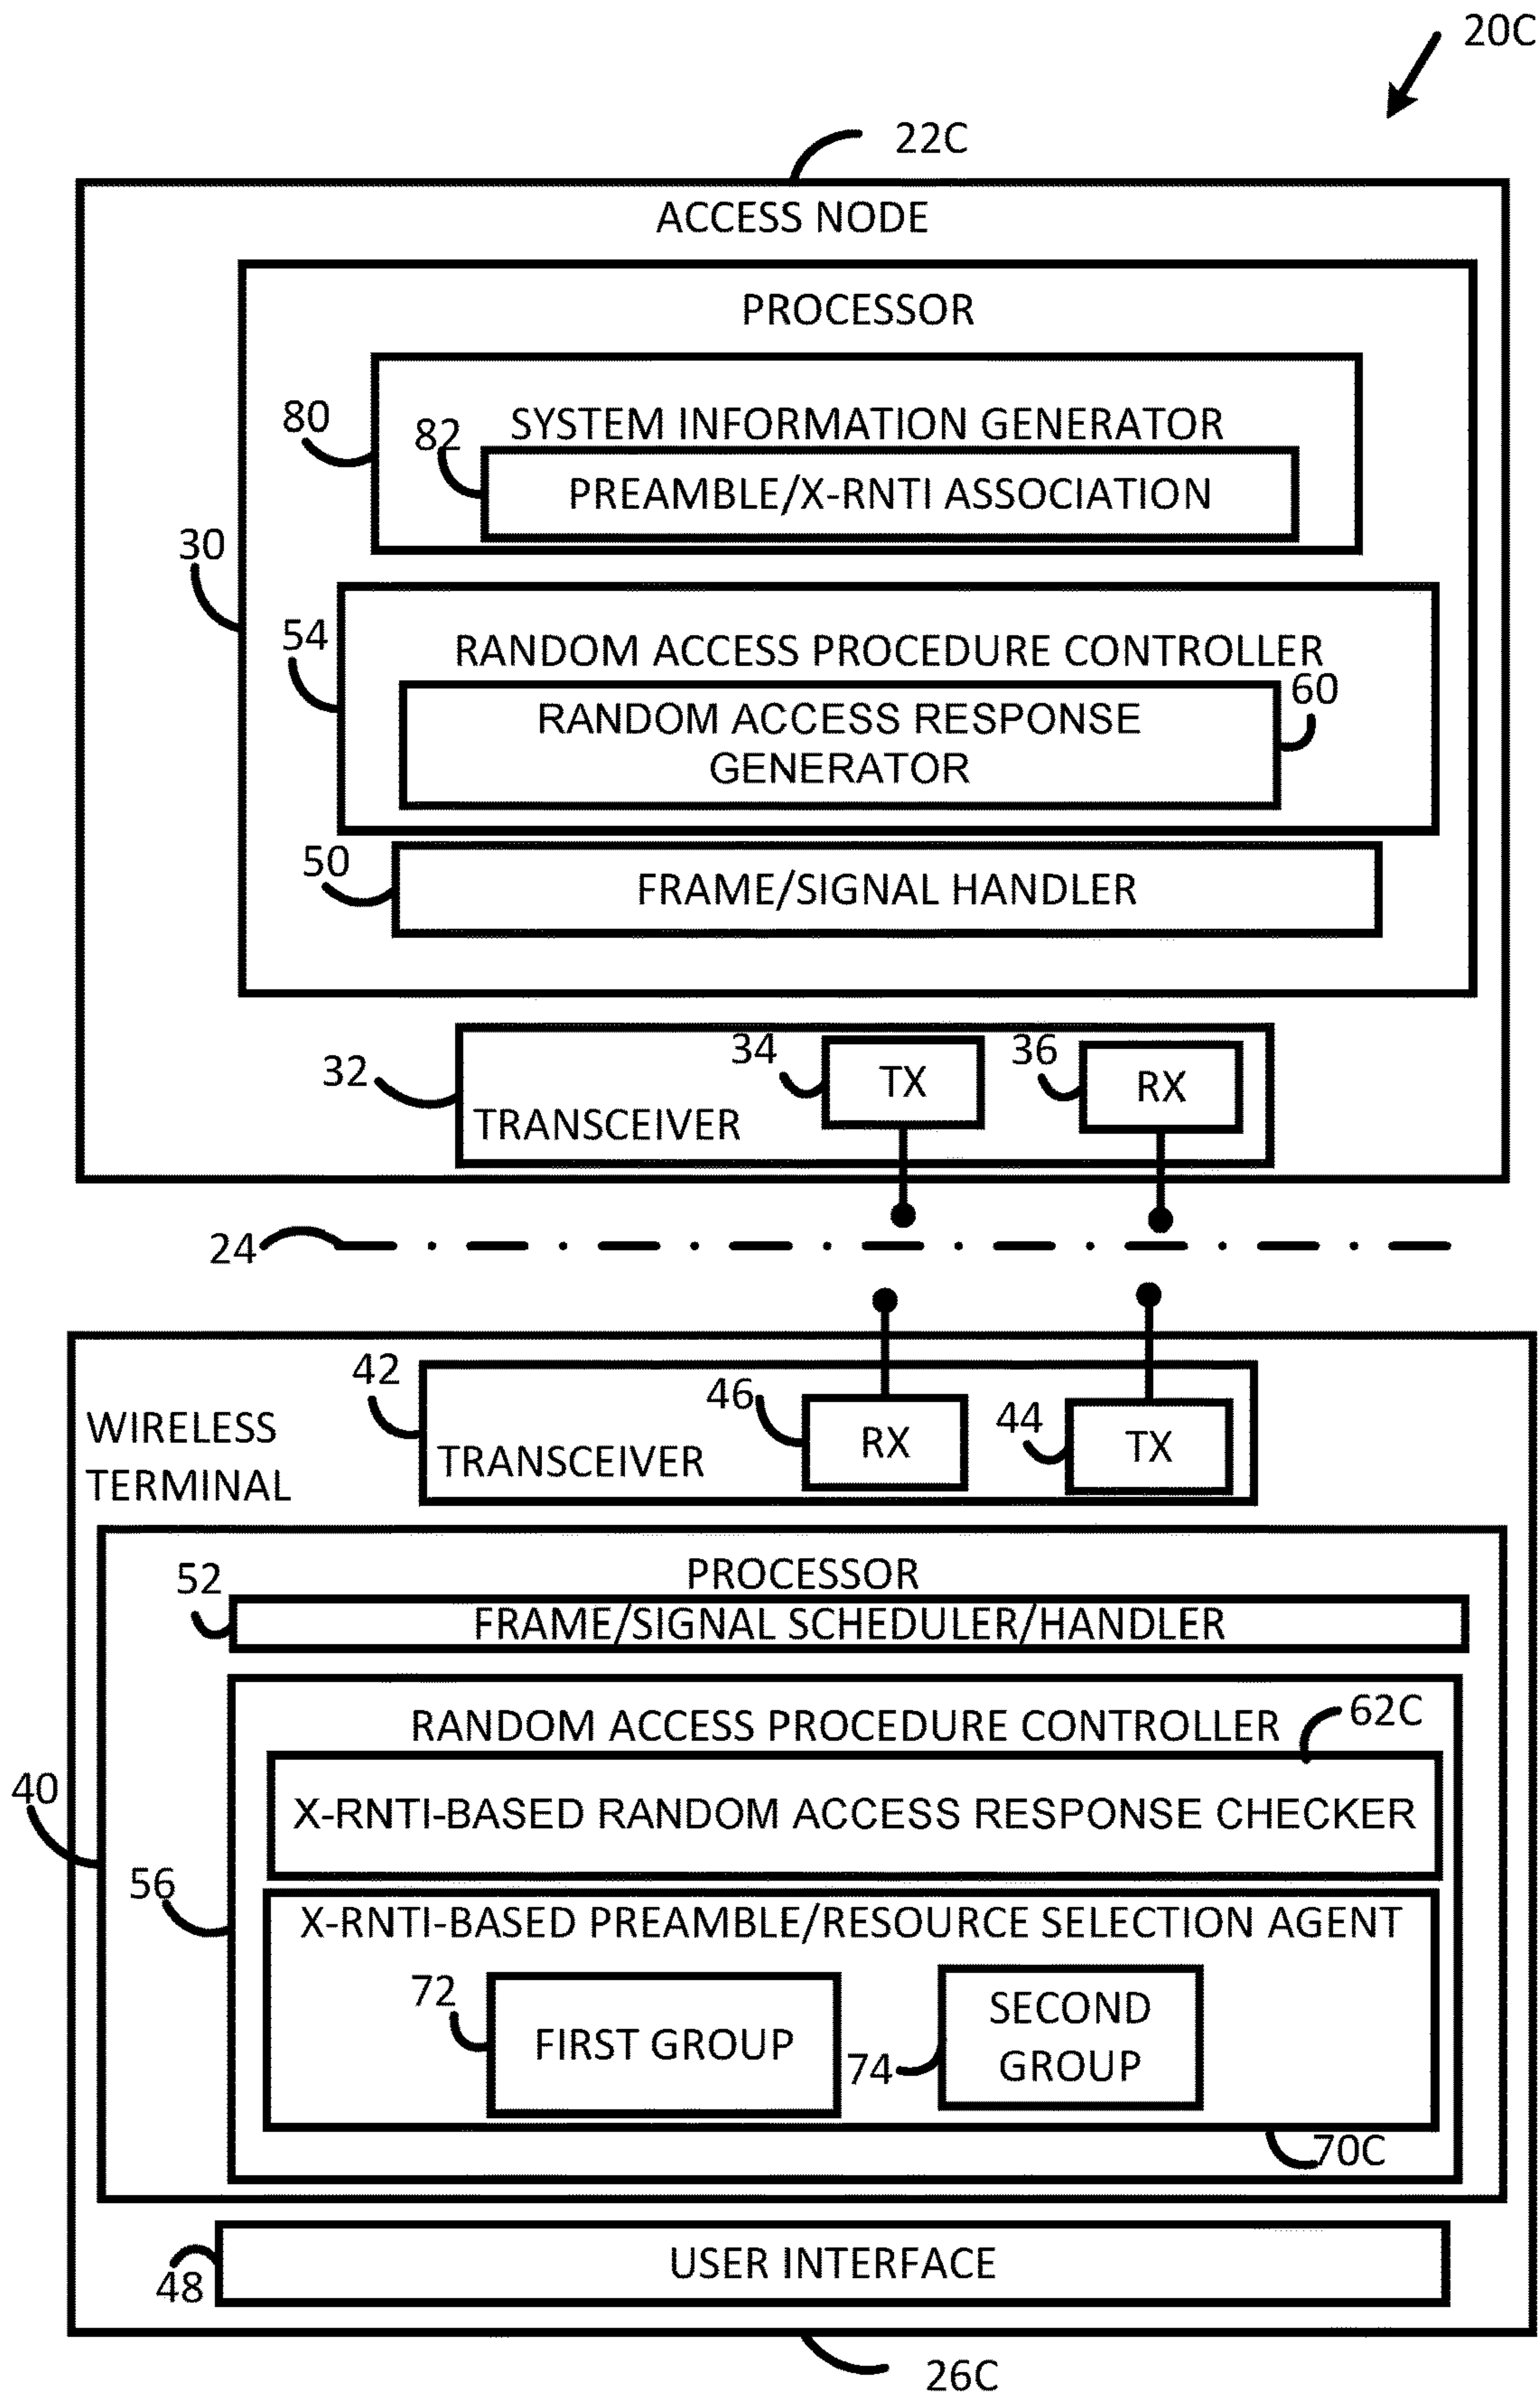 20C
22C
ACCESS NODE
PROCESSOR
80
SYSTEM INFORMATION GENERATOR
82
PREAMBLE/X-RNTI ASSOCIATION
30
54
RANDOM ACCESS PROCEDURE CONTROLLER
60
RANDOM ACCESS RESPONSE
GENERATOR
50
FRAME/SIGNAL HANDLER
34
36
32
TX
RX
TRANSCEIVER
24
42
46
44
WIRELESS
TERMINAL
RX
TX
TRANSCEIVER
52
PROCESSOR
FRAME/SIGNAL SCHEDULER/HANDLER
62C
RANDOM ACCESS PROCEDURE CONTROLLER
40
X-RNTI-BASED RANDOM ACCESS RESPONSE CHECKER
56
X-RNTI-BASED PREAMBLE/RESOURCE SELECTION AGENT
72
FIRST GROUP
74
SECOND
GROUP
70C
48
USER INTERFACE
26C